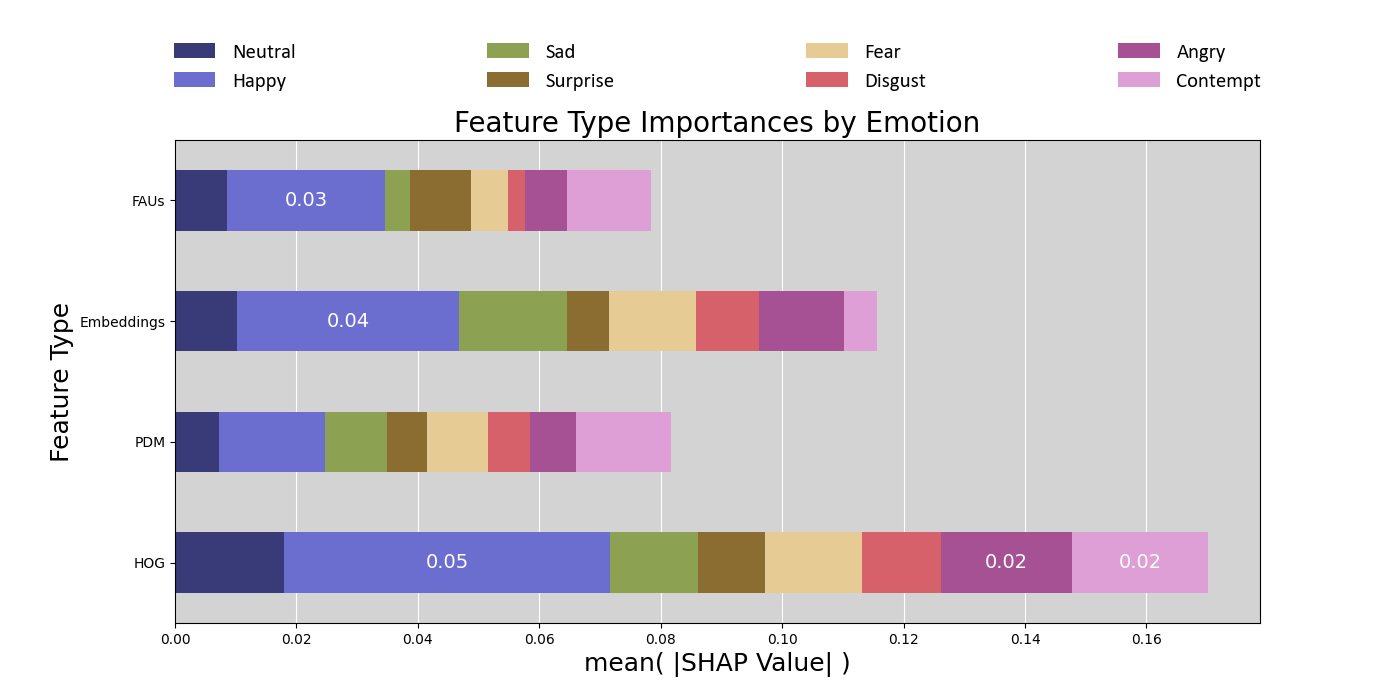 Neutral
Happy
Sad
Surprise
Fear
Disgust
Angry
Contempt
Feature Type Importances by Emotion
Feature Type
FAUs
0.03
Embeddings
0.04
PDM
HOG
0.05
0.02
0.02
0.00 0.02 0.04 0.06 0.08 0.10 0.12 0.14 0.16
mean( |SHAP Value| )